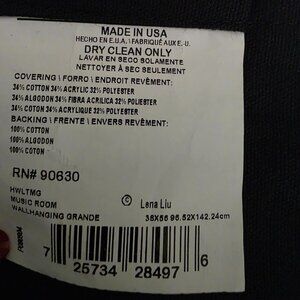 MADE IN USA
HECHO EN E.U.A. / FABRIQUÉ AUX E.-U.
DRY CLEAN ONLY
LAVAR EN SECO SOLAMENTE
NETTOYER À SEC SEULEMENT
COVERING / FORRO / ENDROIT REVÊMENT:
34% COTTON 34% ACRYLIC 32% POLYESTER
34% ALGODON 34% FIBRA ACRILICA 32% POLYESTER
34% COTON 34% ACRYLIQUE 32% POLYESTER
BACKING / FRENTE / ENVERS REVÊMENT:
100% COTTON
100% ALGODON
100% COTON
RN# 90630
HWLTMG
MUSIC ROOM
WALLHANGING GRANDE
© Lena Liu
38X56 96.52X142.24cm
7 25734 28497 6